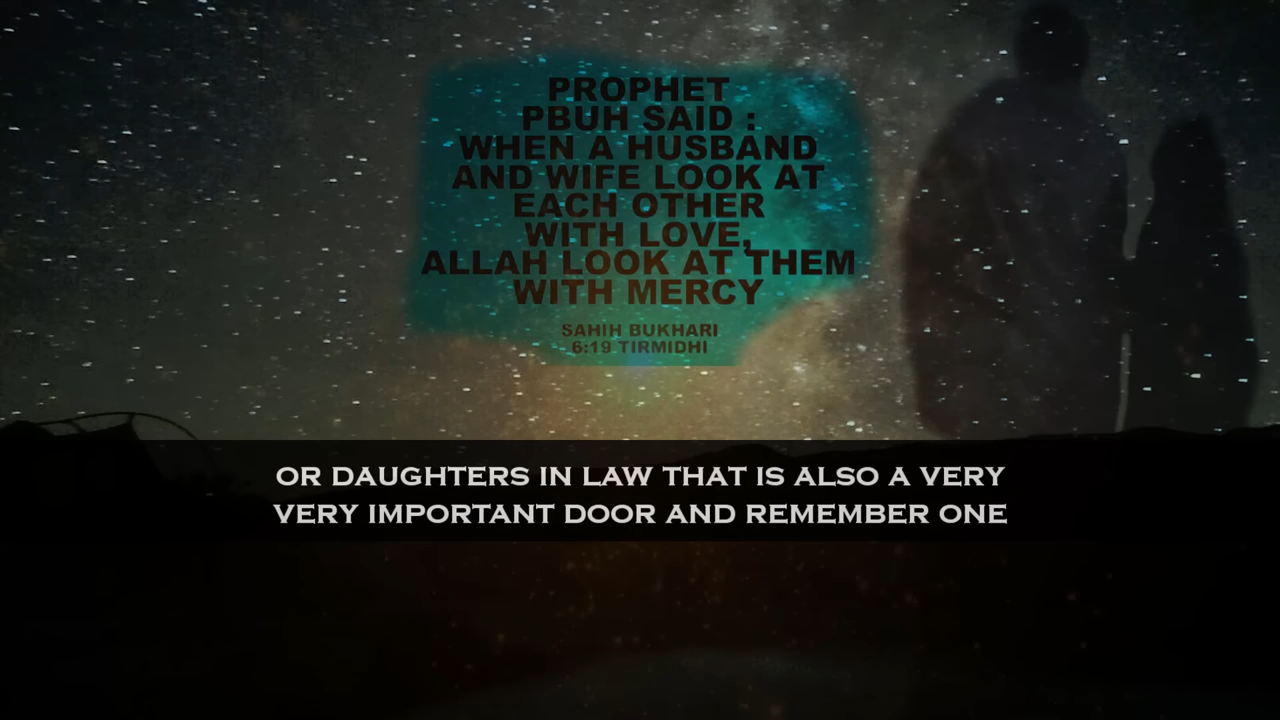 PROPHET
PBUH SAID :
WHEN A HUSBAND
AND WIFE LOOK AT
EACH OTHER
WITH LOVE,
ALLAH LOOK AT THEM
WITH MERCY
SAHIH BUKHARI
6:19 TIRMIDHI
OR DAUGHTERS IN LAW THAT IS ALSO A VERY
VERY IMPORTANT DOOR AND REMEMBER ONE